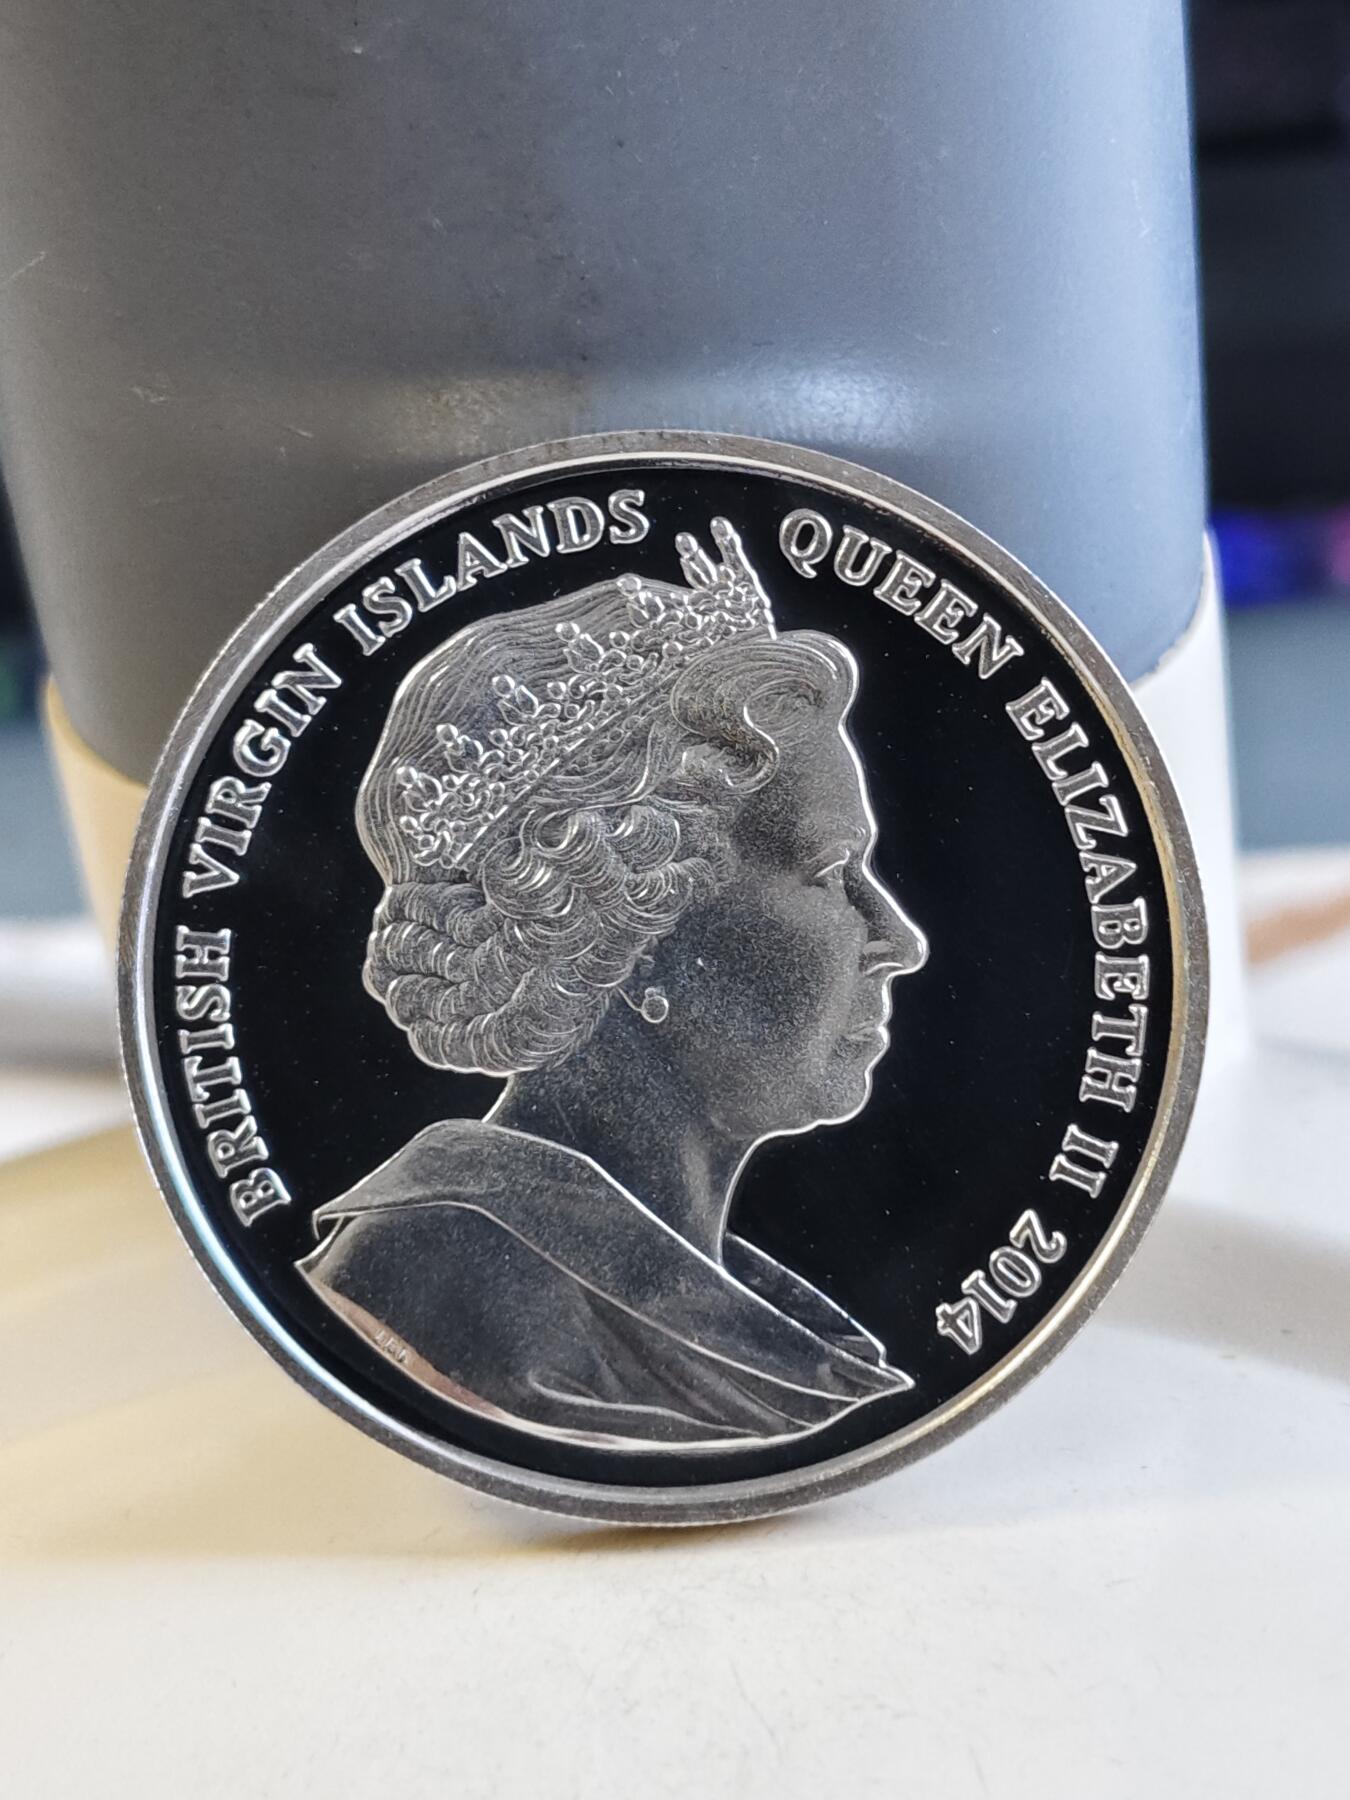 BRITISH VIRGIN ISLANDS
QUEEN ELIZABETH II 2014